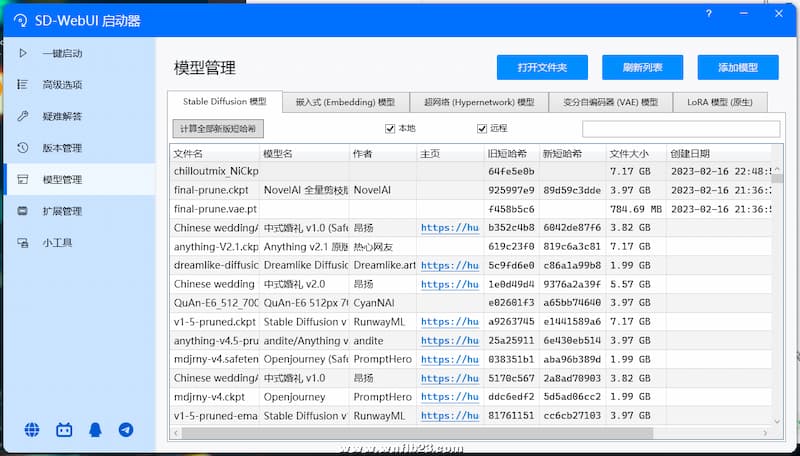 SD-WebUI 启动器
?
一键启动
高级选项
疑难解答
版本管理
模型管理
扩展管理
小工具
模型管理
打开文件夹 刷新列表 添加模型
Stable Diffusion 模型 嵌入式 (Embedding) 模型 超网络 (Hypernetwork) 模型 变分自编码器 (VAE) 模型 LoRA 模型 (原生)
计算全部新版短哈希 本地 远程
文件名 模型名 作者 主页 旧短哈希 新短哈希 文件大小 创建日期
chilloutmix_NiCkp 64fe5e0b 7.17 GB 2023-02-16 22:48:5
final-prune.ckpt NovelAI 全量剪枝版 NovelAI 925997e9 89d59c3dde 3.97 GB 2023-02-16 21:36:2
final-prune.vae.pt f458b5c6 784.69 MB 2023-02-16 21:36:5
Chinese weddingA 中式婚礼 v1.0 (Safe 昂扬 https://hu b352c4b8 6042de87f6 3.82 GB
anything-V2.1.ckp Anything v2.1 原版 热心网友 619c23f0 819c6a3c81 7.17 GB
dreamlike-diffusic Dreamlike Diffusic Dreamlike.art https://hu 5c9fd6e0 c86a1a99b8 1.99 GB
Chinese wedding 中式婚礼 v2.0 昂扬 https://hu 1e0d49d4 9376a2a39f 5.57 GB
QuAn-E6_512_700 QuAn-E6 512px 70 CyanNAI e02601f3 a65bb74640 3.97 GB
v1-5-pruned.ckpt Stable Diffusion v RunwayML https://hu a9263745 e1441589a6 7.17 GB
anything-v4.5-pru andite/Anything v andite https://hu 25a25911 6e430eb514 3.97 GB
mdjrny-v4.safeten Openjourney (Safe PromptHero https://hu 038351b1 aba96b389d 1.99 GB
Chinese weddingA 中式婚礼 v1.0 昂扬 https://hu 5170c567 2a8ad70903 3.82 GB
mdjrny-v4.ckpt Openjourney PromptHero https://hu ddc6edf2 5d5ad06cc2 1.99 GB
v1-5-pruned-ema Stable Diffusion v RunwayML https://hu 81761151 cc6cb27103 3.97 GB
www.wnflb23.com